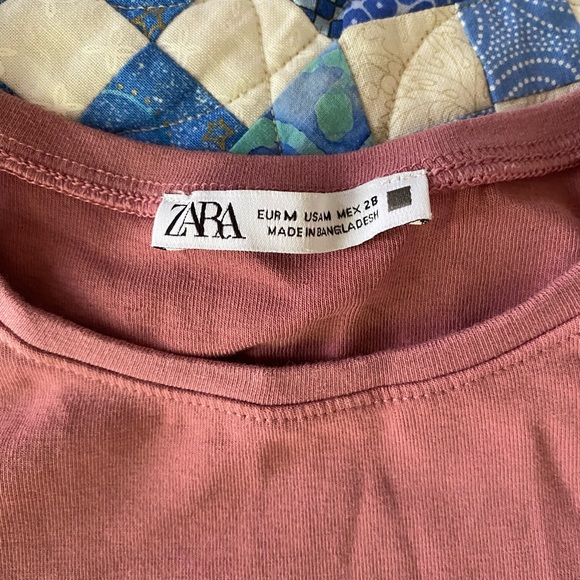 ZARA
EUR M USA M MEX 28
MADE IN BANGLADESH